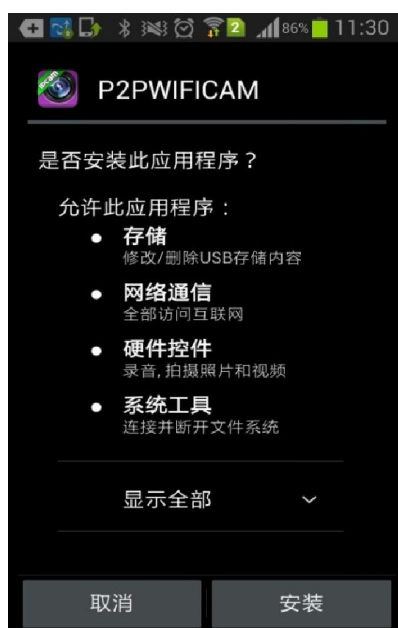 2 86% 11:30
P2PWIFICAM
是否安装此应用程序？
允许此应用程序：
存储
修改/删除USB存储内容
网络通信
全部访问互联网
硬件控件
录音,拍摄照片和视频
系统工具
连接并断开文件系统
显示全部
取消 安装